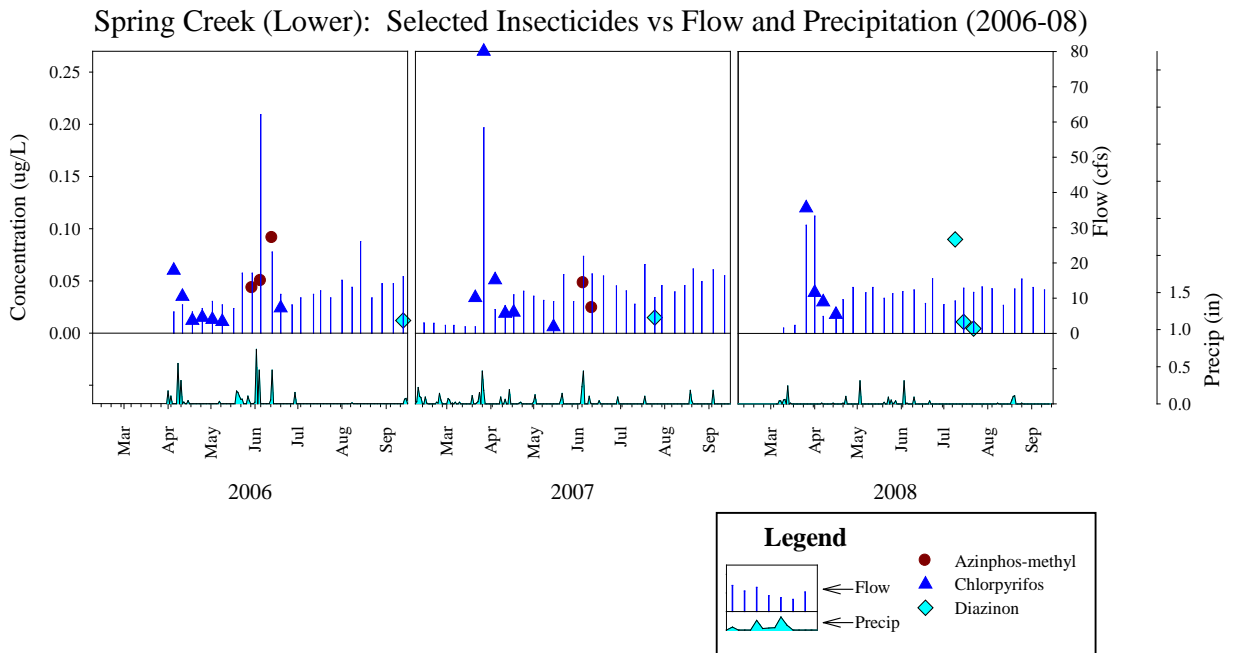 Spring Creek (Lower):  Selected Insecticides vs Flow and Precipitation (2006-08)
Concentration (ug/L)
0.25
0.20
0.15
0.10
0.05
0.00
80
70
60
50
40
30
20
10
0
Flow (cfs)
1.5
1.0
0.5
0.0
Precip (in)
Mar Apr May Jun Jul Aug Sep
Mar Apr May Jun Jul Aug Sep
Mar Apr May Jun Jul Aug Sep
2006 2007 2008
Legend
Flow
Precip
Azinphos-methyl
Chlorpyrifos
Diazinon